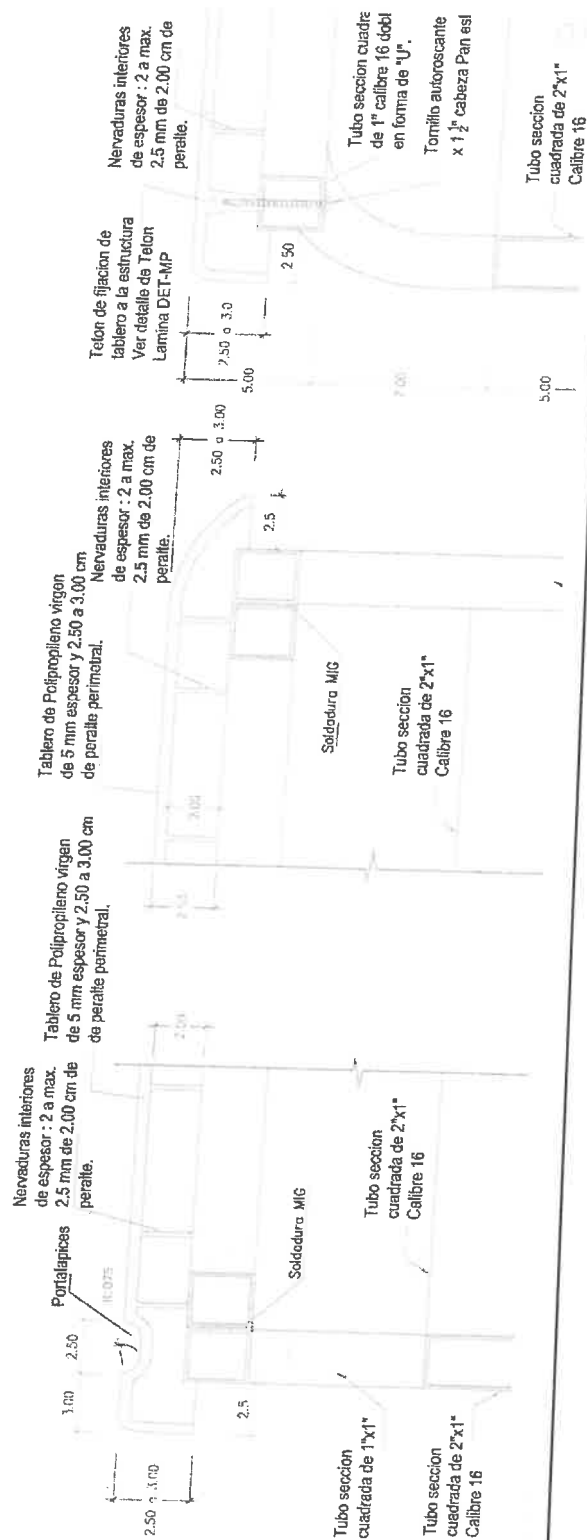 Nervaduras interiores
de espesor : 2 a max.
2.5 mm de 2.00 cm de
peralte.
Portalapices
Tablero de Polipropileno virgen
de 5 mm espesor y 2.50 a 3.00 cm
de peralte perimetral.
3.00
2.50
R.075
2.50 a 3.00
2.00
2.5
Soldadura MIG
Tubo seccion
cuadrada de 1"x1"
Tubo seccion
cuadrada de 2"x1"
Calibre 16
Tubo seccion
cuadrada de 2"x1"
Calibre 16
Tablero de Polipropileno virgen
de 5 mm espesor y 2.50 a 3.00 cm
de peralte perimetral.
Nervaduras interiores
de espesor : 2 a max.
2.5 mm de 2.00 cm de
peralte.
2.00
2.50 a 3.00
2.5
Soldadura MIG
Tubo seccion
cuadrada de 2"x1"
Calibre 16
Teton de fijacion de
tablero a la estructura
Ver detalle de Teton
Lamina DET-MP
Nervaduras interiores
de espesor : 2 a max.
2.5 mm de 2.00 cm de
peralte.
2.50 a 3.0
5.00
2.50
7.00
5.00
Tubo seccion cuadra
de 1" calibre 16 dobl
en forma de "U".
Tornillo autoroscante
x 1 ½" cabeza Pan est
Tubo seccion
cuadrada de 2"x1"
Calibre 16